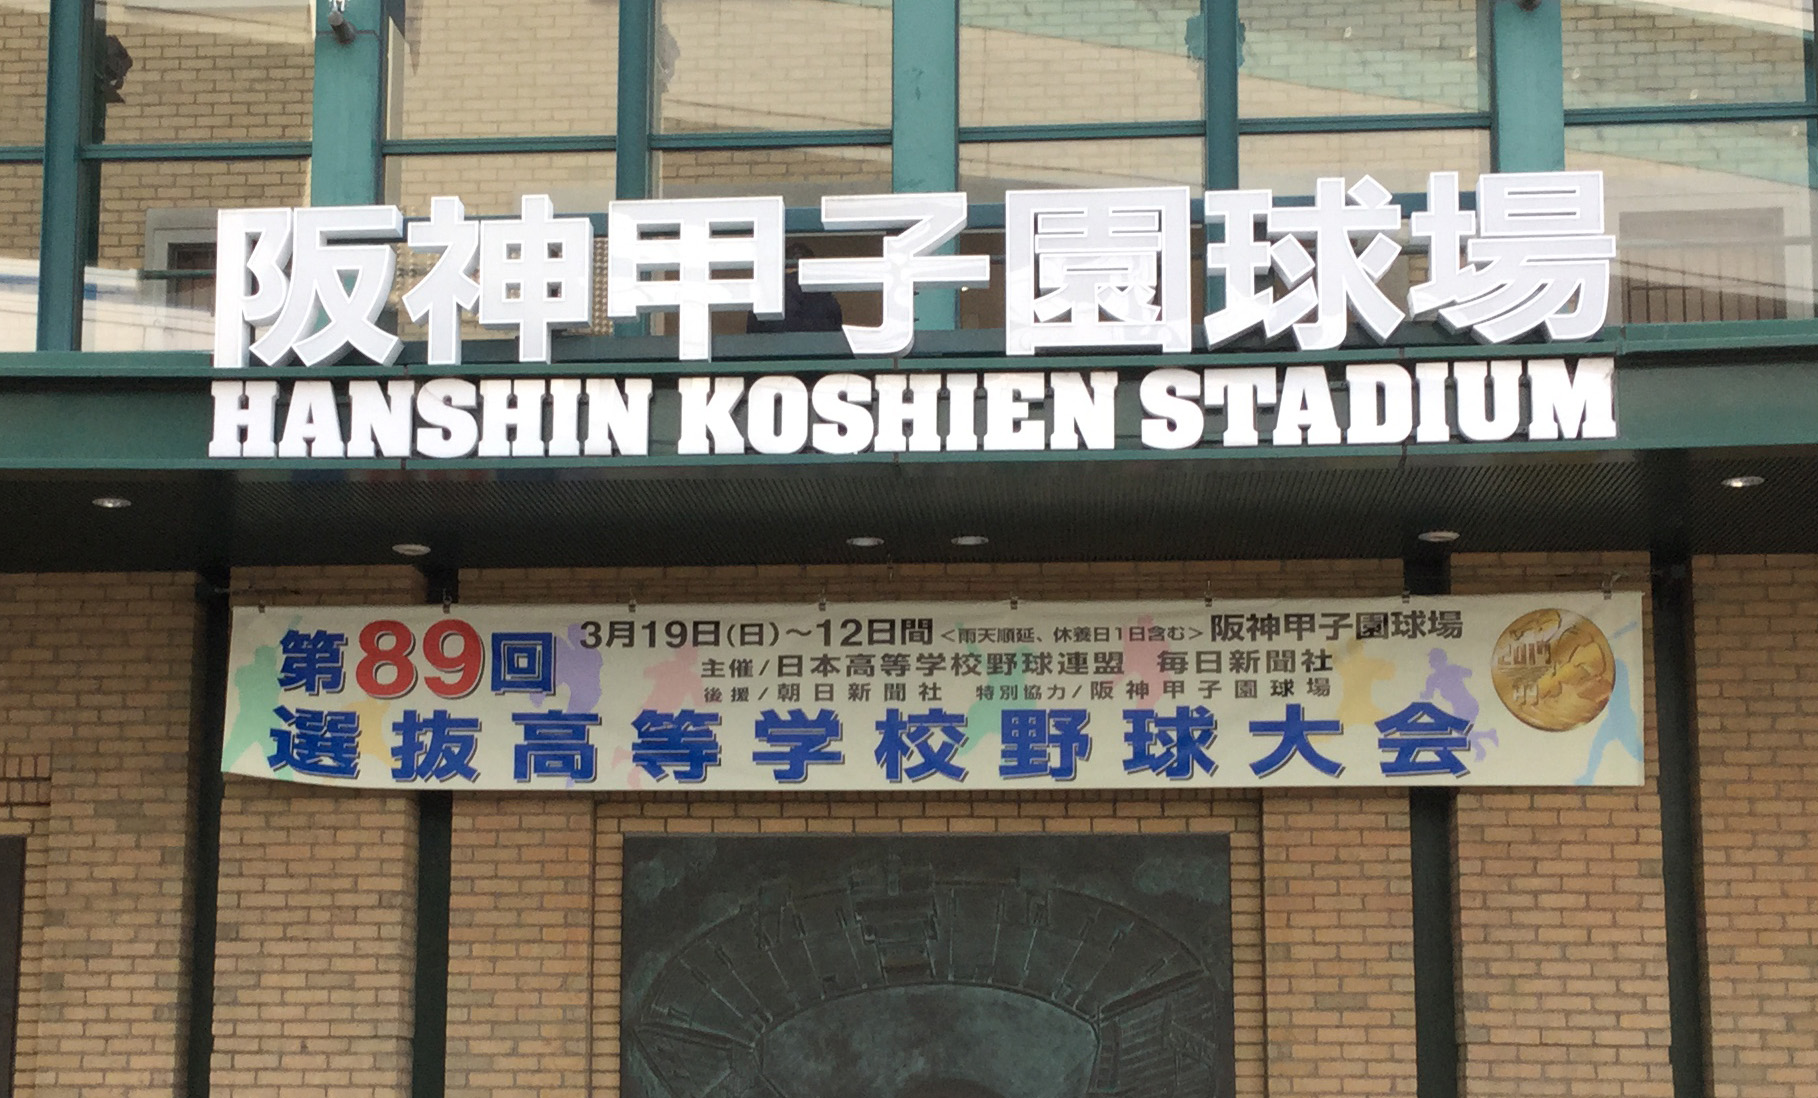 阪神甲子園球場
HANSHIN KOSHIEN STADIUM
第89回
3月19日(日)～12日間<雨天順延、休養日1日含む>阪神甲子園球場
主催/日本高等学校野球連盟 毎日新聞社
後援/朝日新聞社 特別協力/阪神甲子園球場
選抜高等学校野球大会